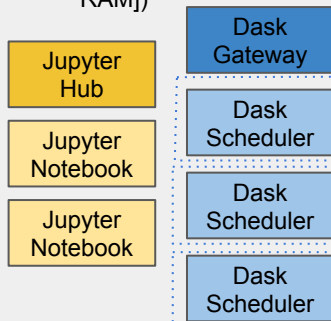 RAM])
Jupyter
Hub
Jupyter
Notebook
Jupyter
Notebook
Dask
Gateway
Dask
Scheduler
Dask
Scheduler
Dask
Scheduler